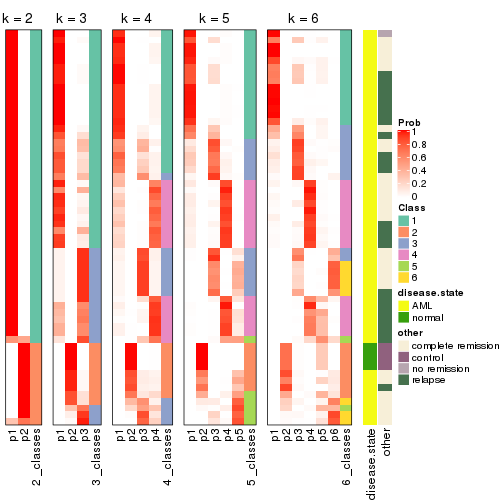 k = 2 k = 3 k = 4 k = 5 k = 6
Prob
1
0.8
0.6
0.4
0.2
0
Class
1
2
3
4
5
6
disease.state
AML
normal
other
complete remission
control
no remission
relapse
p1 p2 2_classes p1 p2 p3 3_classes p1 p2 p3 p4 4_classes p1 p2 p3 p4 p5 5_classes p1 p2 p3 p4 p5 p6 6_classes disease.state other